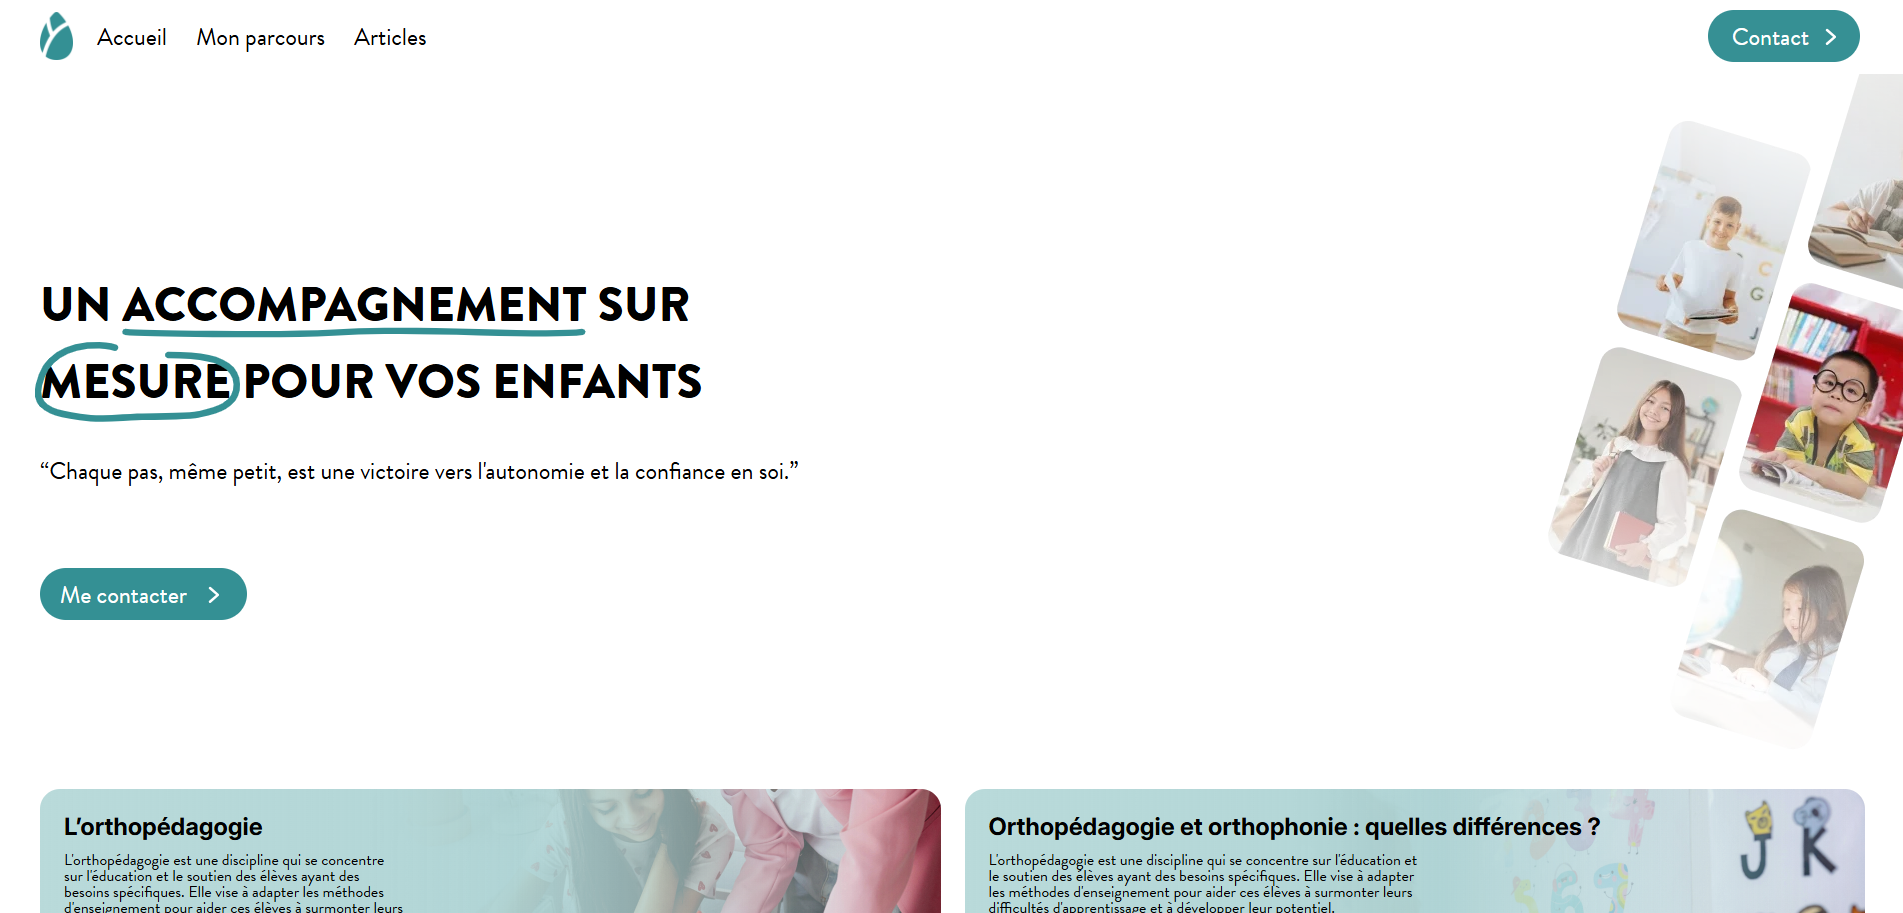 Accueil Mon parcours Articles Contact
UN ACCOMPAGNEMENT SUR
MESURE POUR VOS ENFANTS
“Chaque pas, même petit, est une victoire vers l'autonomie et la confiance en soi.”
Me contacter
L’orthopédagogie
L'orthopédagogie est une discipline qui se concentre
sur l'éducation et le soutien des élèves ayant des
besoins spécifiques. Elle vise à adapter les méthodes
d'enseignement pour aider ces élèves à surmonter leurs
Orthopédagogie et orthophonie : quelles différences ?
L'orthopédagogie est une discipline qui se concentre sur l'éducation et
le soutien des élèves ayant des besoins spécifiques. Elle vise à adapter
les méthodes d'enseignement pour aider ces élèves à surmonter leurs
difficultés d'apprentissage et à développer leur potentiel.
J K